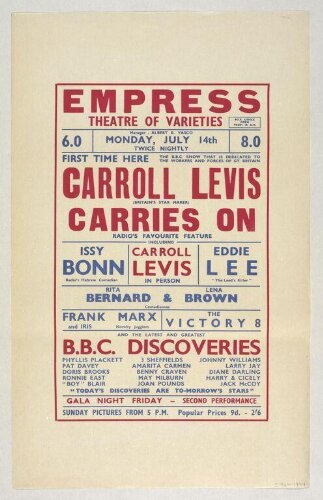 EMPRESS
THEATRE OF VARIETIES
Manager : ALBERT B. VASCO
6.0 MONDAY, JULY 14th 8.0
TWICE NIGHTLY
FIRST TIME HERE THE B.B.C. SHOW THAT IS DEDICATED TO
THE WORKERS AND FORCES OF GT. BRITAIN
CARROLL LEVIS
(BRITAIN'S STAR MAKER)
CARRIES ON
RADIO'S FAVOURITE FEATURE
INCLUDING
ISSY
BONN
Radio's Hebrew Comedian
CARROLL
LEVIS
IN PERSON
EDDIE
LEE
"The Lead's Killer"
RITA LENA
BERNARD & BROWN
Comediennes
FRANK MARX
and IRIS Novelty Jugglers
THE
VICTORY 8
AND THE LATEST AND GREATEST
B.B.C. DISCOVERIES
PHYLLIS PLACKETT 3 SHEFFIELDS JOHNNY WILLIAMS
PAT DAVEY AMARITA CARMEN LARRY JAY
DORIS BROOKS BENNY CRAVEN DIANE DARLING
RONNIE EAST MAY MILBURN HARRY & CICELY
"BOY" BLAIR JOAN POUNDS JACK McCOY
"TODAY'S DISCOVERIES ARE TO-MORROW'S STARS"
GALA NIGHT FRIDAY – SECOND PERFORMANCE
SUNDAY PICTURES FROM 5 P.M. Popular Prices 9d. - 2/6